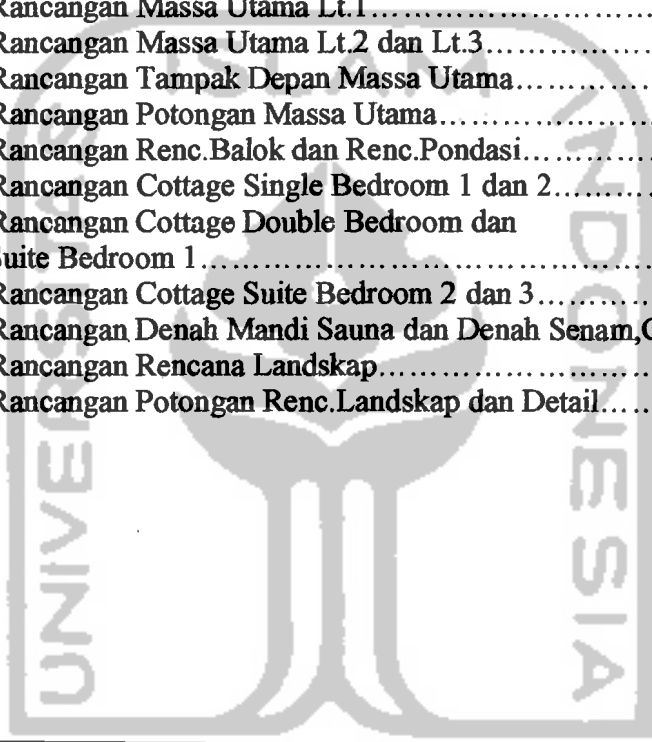 Rancangan Massa Utama Lt.1..............................
Rancangan Massa Utama Lt.2 dan Lt.3..................
Rancangan Tampak Depan Massa Utama...............
Rancangan Potongan Massa Utama.......................
Rancangan Renc.Balok dan Renc.Pondasi..............
Rancangan Cottage Single Bedroom 1 dan 2...........
Rancangan Cottage Double Bedroom dan
Suite Bedroom 1................................................
Rancangan Cottage Suite Bedroom 2 dan 3............
Rancangan Denah Mandi Sauna dan Denah Senam,
Rancangan Rencana Landskap..............................
Rancangan Potongan Renc.Landskap dan Detail......
ISLAM
UNIVERSITAS
INDONESIA